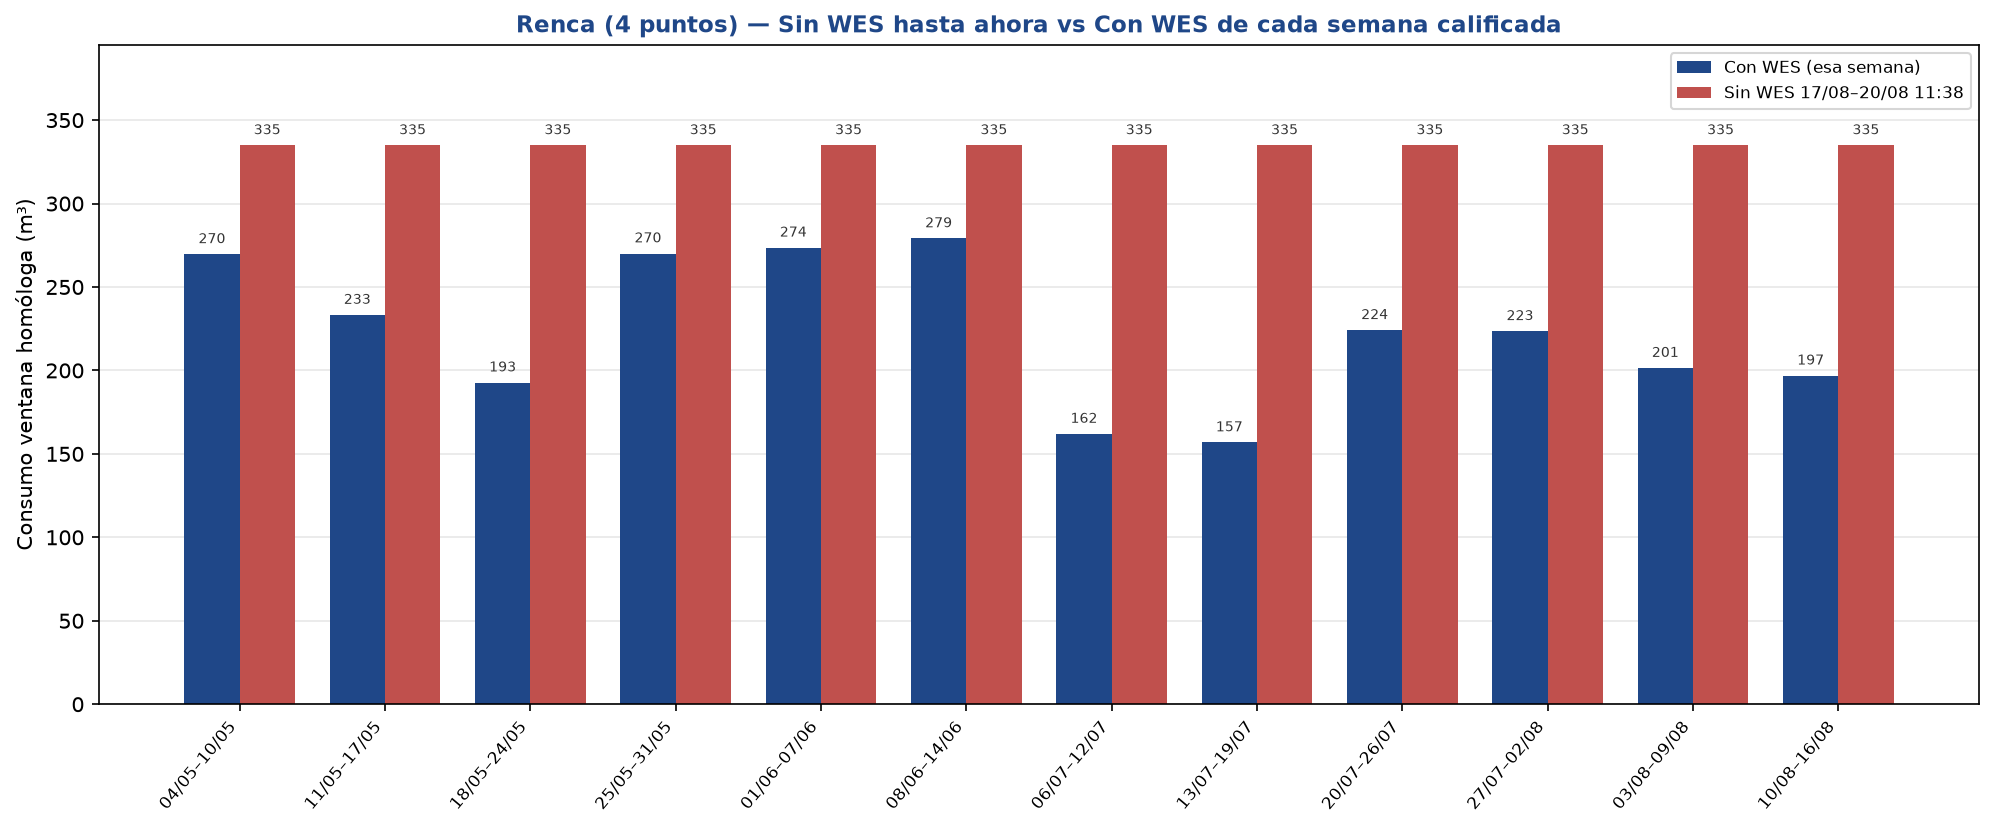 Renca (4 puntos) — Sin WES hasta ahora vs Con WES de cada semana calificada
Con WES (esa semana)
Sin WES 17/08–20/08 11:38
Consumo ventana homóloga (m³)
350
300
250
200
150
100
50
0
270 335 233 335 193 335 270 335 274 335 279 335 162 335 157 335 224 335 223 335 201 335 197 335
04/05–10/05 11/05–17/05 18/05–24/05 25/05–31/05 01/06–07/06 08/06–14/06 06/07–12/07 13/07–19/07 20/07–26/07 27/07–02/08 03/08–09/08 10/08–16/08